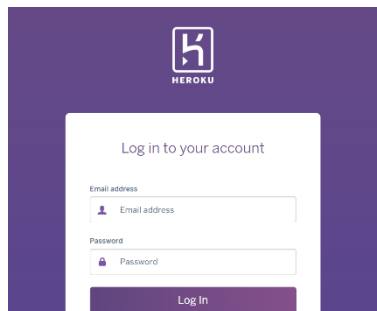 HEROKU
Log in to your account
Email address
Email address
Password
Password
Log In